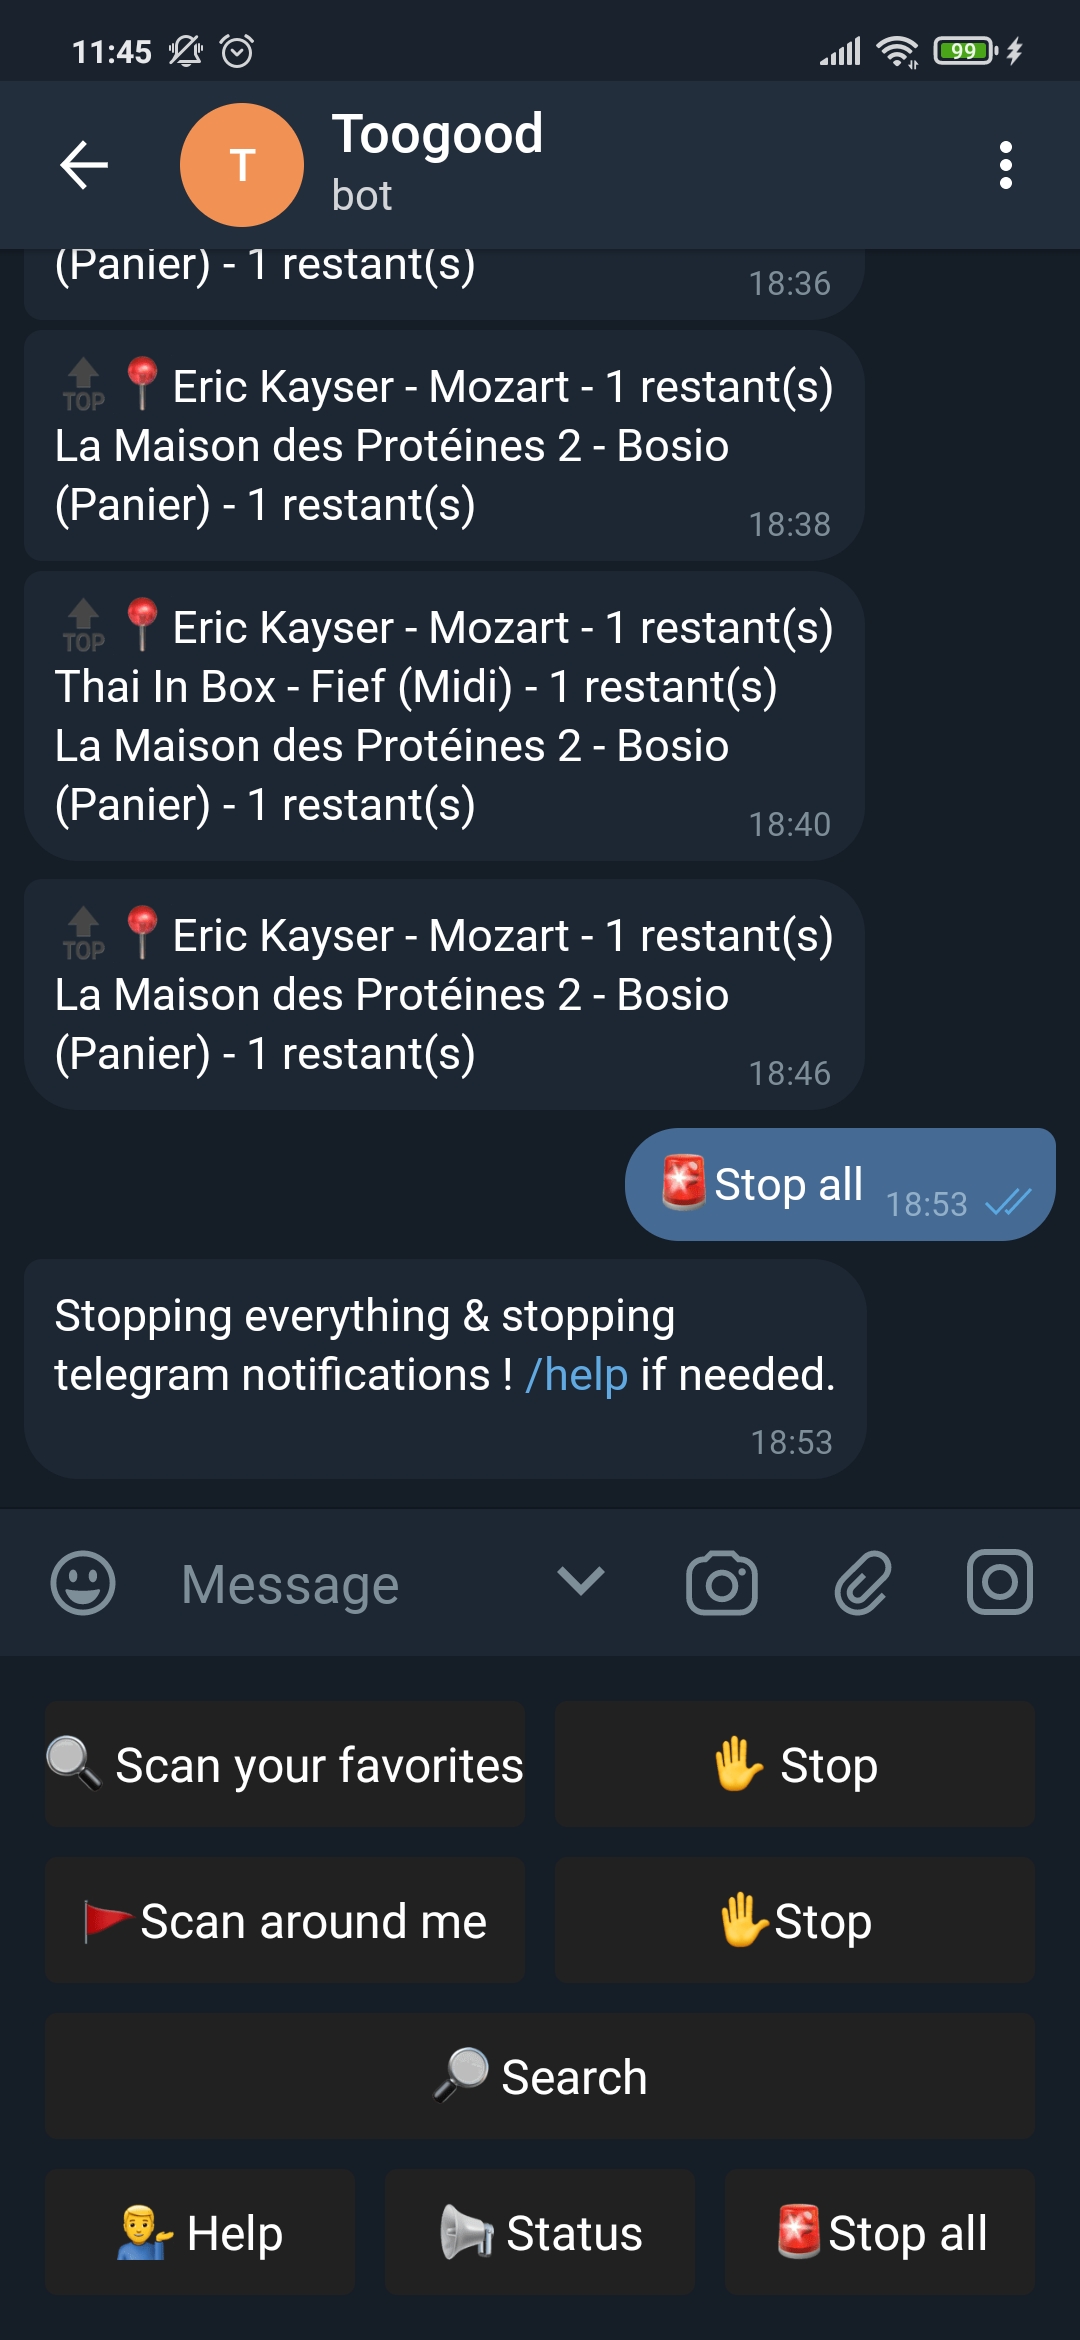 11:45
99
T
Toogood
bot
(Panier) - 1 restant(s)
18:36
TOP Eric Kayser - Mozart - 1 restant(s)
La Maison des Protéines 2 - Bosio
(Panier) - 1 restant(s)
18:38
TOP Eric Kayser - Mozart - 1 restant(s)
Thai In Box - Fief (Midi) - 1 restant(s)
La Maison des Protéines 2 - Bosio
(Panier) - 1 restant(s)
18:40
TOP Eric Kayser - Mozart - 1 restant(s)
La Maison des Protéines 2 - Bosio
(Panier) - 1 restant(s)
18:46
Stop all 18:53
Stopping everything & stopping
telegram notifications ! /help if needed.
18:53
Message
Scan your favorites
Stop
Scan around me
Stop
Search
Help
Status
Stop all